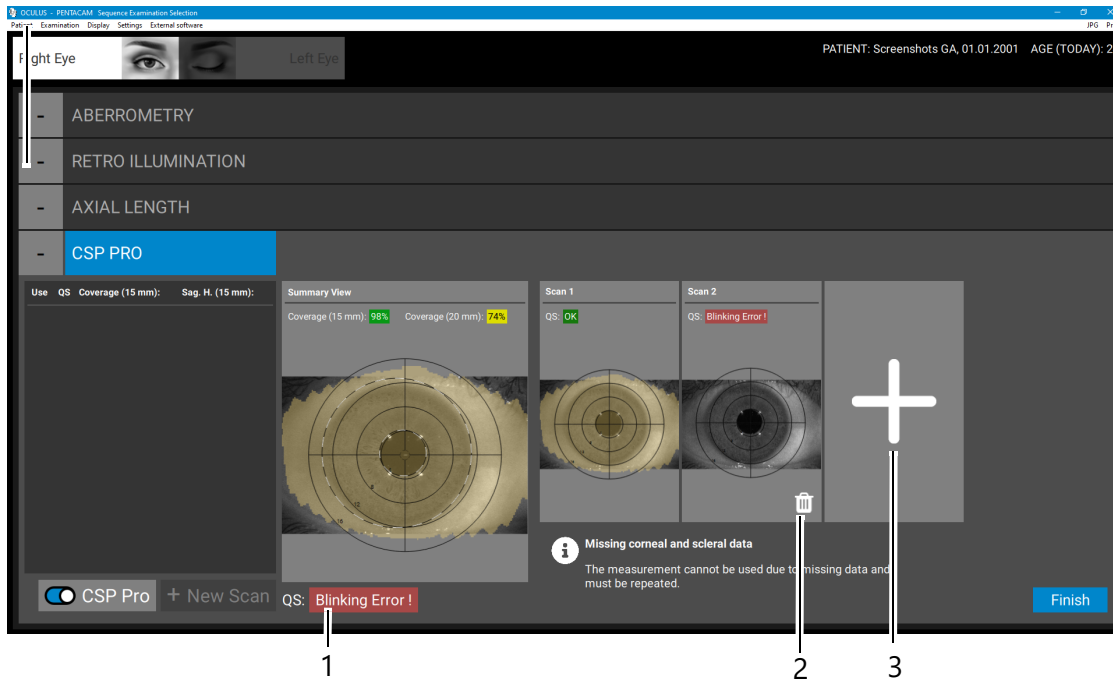 OCULUS - PENTACAM Sequence Examination Selection
Patient Examination Display Settings External software JPG
Right Eye Left Eye PATIENT: Screenshots GA, 01.01.2001 AGE (TODAY): 2
- ABERROMETRY
- RETRO ILLUMINATION
- AXIAL LENGTH
- CSP PRO
Use QS Coverage (15 mm): Sag. H. (15 mm):
Summary View
Coverage (15 mm): 98% Coverage (20 mm): 74%
Scan 1
QS: OK
Scan 2
QS: Blinking Error !
Missing corneal and scleral data
The measurement cannot be used due to missing data and
must be repeated.
CSP Pro + New Scan QS: Blinking Error ! Finish
1 2 3